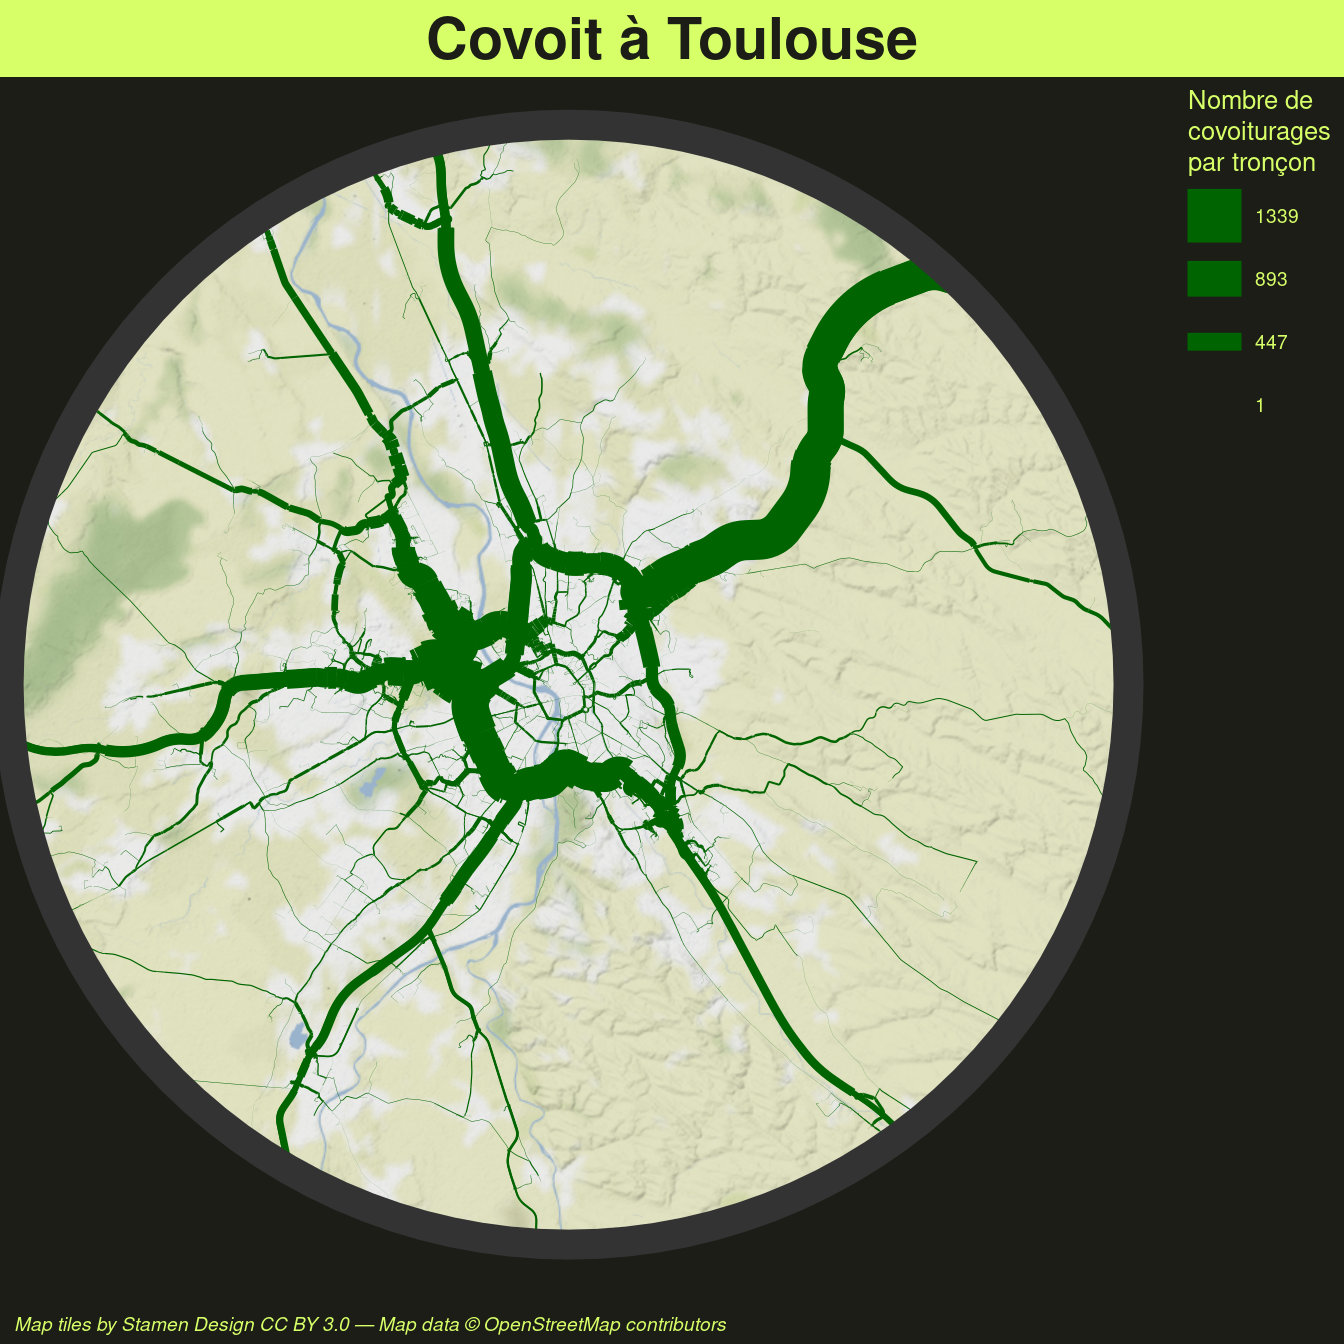 Covoit à Toulouse
Nombre de
covoiturages
par tronçon
1339
893
447
1
Map tiles by Stamen Design CC BY 3.0 — Map data © OpenStreetMap contributors